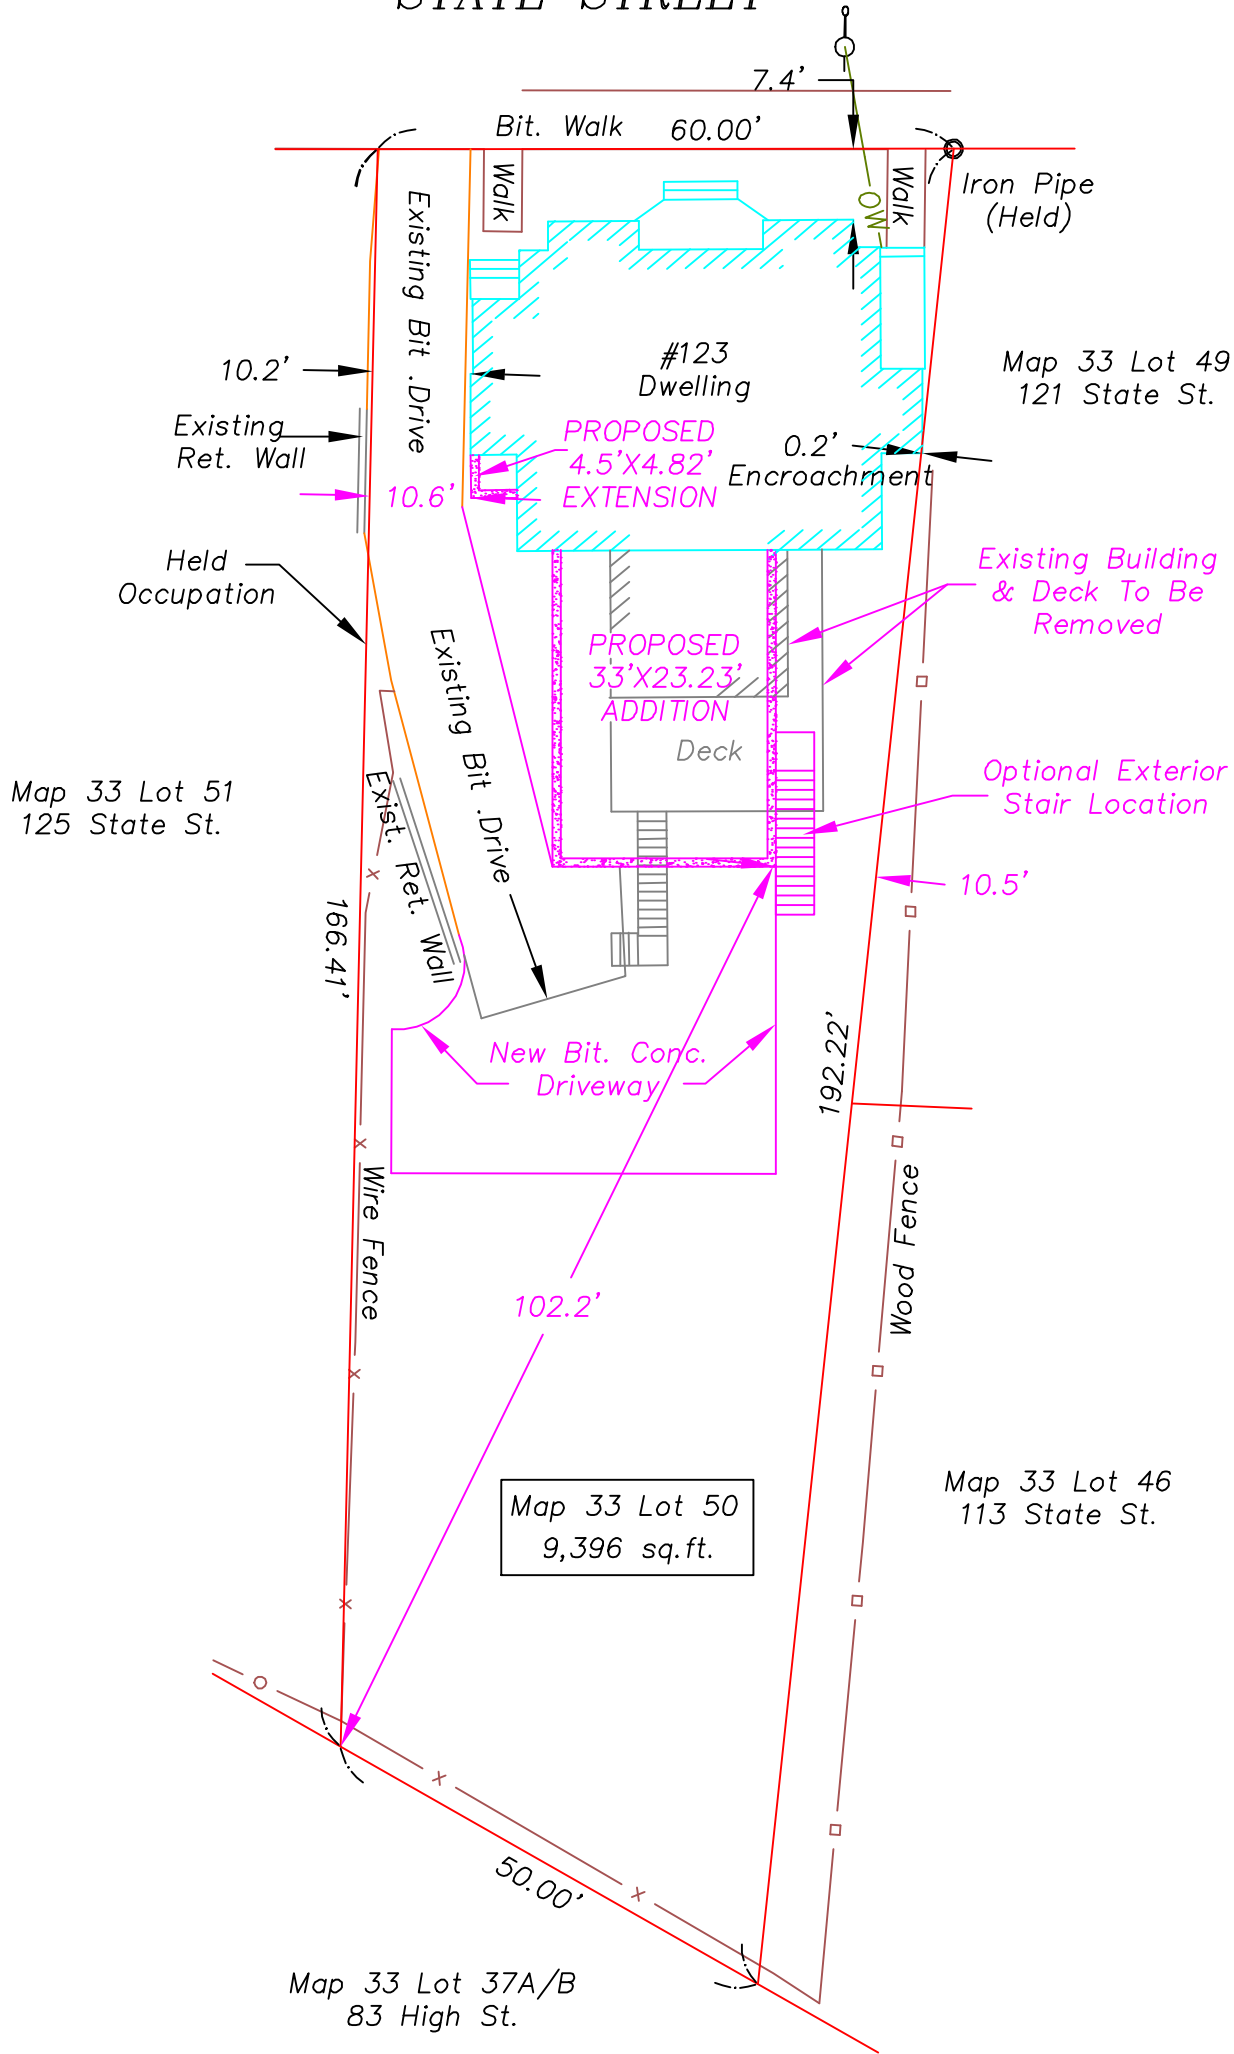 STATE STREET
7.4'
Bit. Walk
60.00'
Walk
Walk
OW
Iron Pipe
(Held)
Existing Bit .Drive
#123
Dwelling
10.2'
Map 33 Lot 49
121 State St.
Existing
Ret. Wall
PROPOSED
4.5'X4.82'
EXTENSION
0.2'
Encroachment
10.6'
Held
Occupation
Existing Building
& Deck To Be
Removed
Existing Bit .Drive
PROPOSED
33'X23.23'
ADDITION
Deck
Map 33 Lot 51
125 State St.
Exist. Ret. Wall
Optional Exterior
Stair Location
10.5'
166.41'
New Bit. Conc.
Driveway
192.22'
Wire Fence
Wood Fence
102.2'
Map 33 Lot 50
9,396 sq.ft.
Map 33 Lot 46
113 State St.
50.00'
Map 33 Lot 37A/B
83 High St.